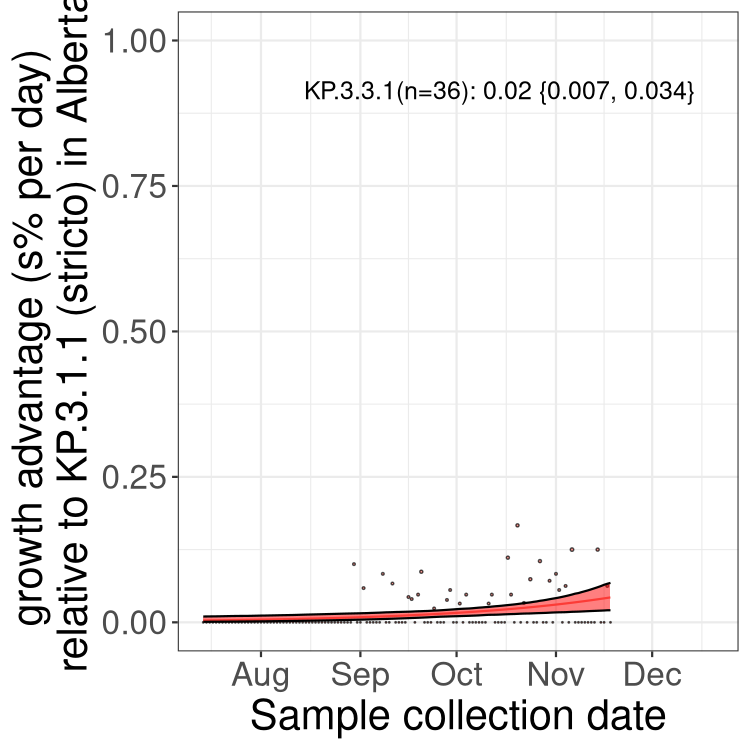 growth advantage (s% per day)
relative to KP.3.1.1 (stricto) in Alberta
1.00
0.75
0.50
0.25
0.00
KP.3.3.1(n=36): 0.02 {0.007, 0.034}
Aug Sep Oct Nov Dec
Sample collection date